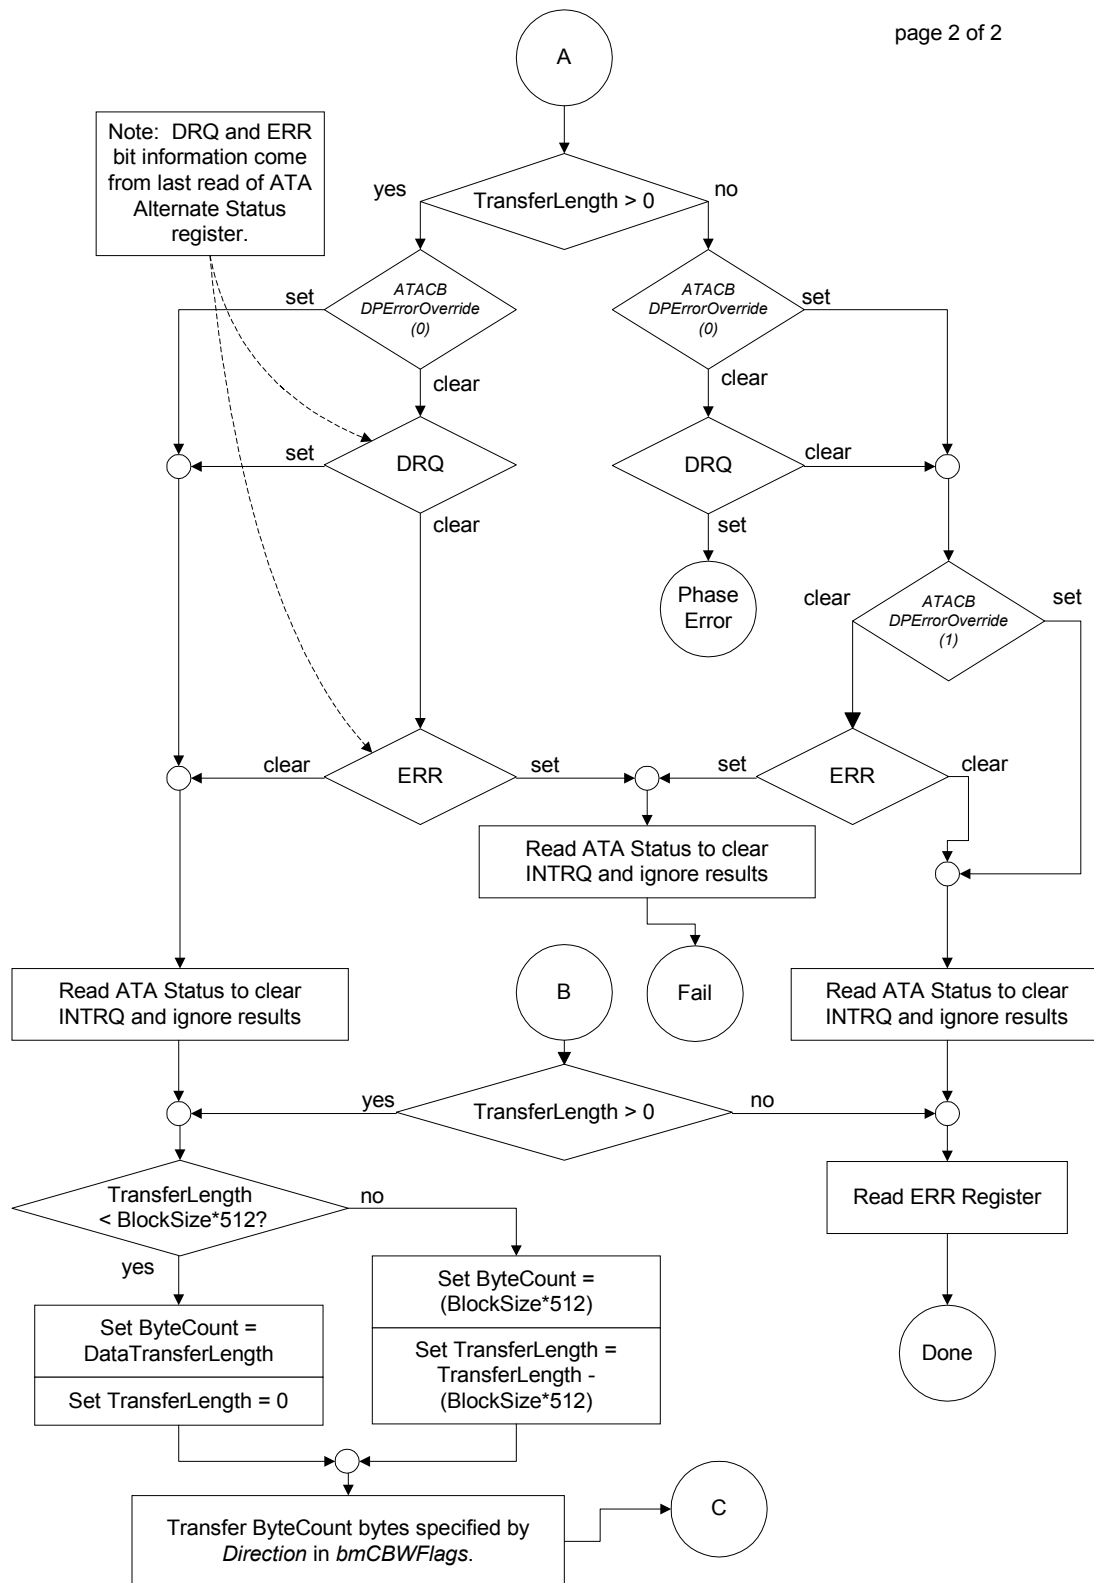 page 2 of 2
A
Note: DRQ and ERR
bit information come
from last read of ATA
Alternate Status
register.
yes
TransferLength > 0
no
set
ATACB
DPErrorOverride
(0)
clear
ATACB
DPErrorOverride
(0)
set
clear
set
DRQ
clear
DRQ
clear
set
Phase
Error
clear
ATACB
DPErrorOverride
(1)
set
clear
ERR
set
set
ERR
clear
Read ATA Status to clear
INTRQ and ignore results
Read ATA Status to clear
INTRQ and ignore results
B
Fail
Read ATA Status to clear
INTRQ and ignore results
yes
TransferLength > 0
no
TransferLength
< BlockSize*512?
no
yes
Read ERR Register
Set ByteCount =
(BlockSize*512)
Set TransferLength =
TransferLength -
(BlockSize*512)
Set ByteCount =
DataTransferLength
Set TransferLength = 0
Done
Transfer ByteCount bytes specified by
Direction in bmCBWFlags.
C